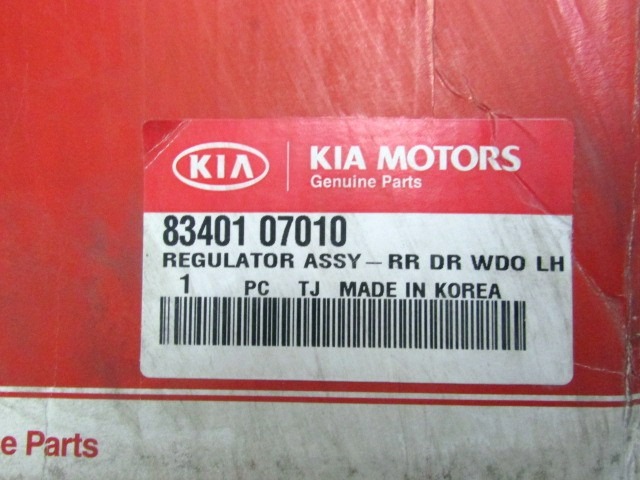 KIA KIA MOTORS
Genuine Parts
83401 07010
REGULATOR ASSY-RR DR WDO LH
1 PC TJ MADE IN KOREA
e Parts